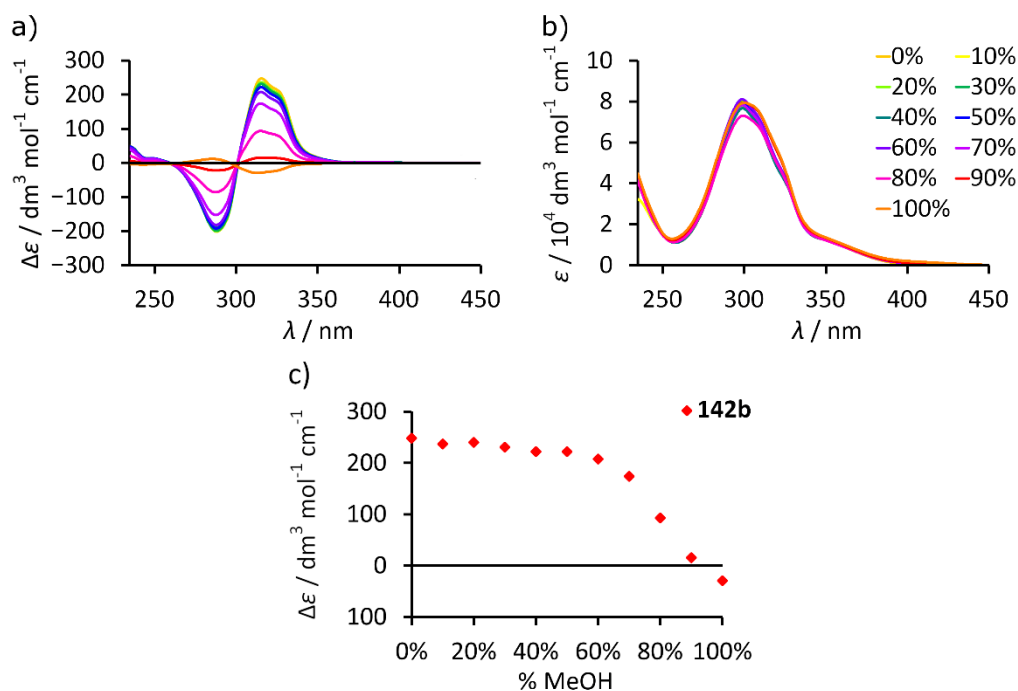 a)
Δε / dm³ mol⁻¹ cm⁻¹
300
200
100
0
−100
−200
−300
250 300 350 400 450
λ / nm
b)
ε / 10⁴ dm³ mol⁻¹ cm⁻¹
10
8
6
4
2
0
250 300 350 400 450
λ / nm
0% 10%
20% 30%
40% 50%
60% 70%
80% 90%
100%
c)
Δε / dm³ mol⁻¹ cm⁻¹
300
200
100
0
100
0% 20% 40% 60% 80% 100%
% MeOH
142b